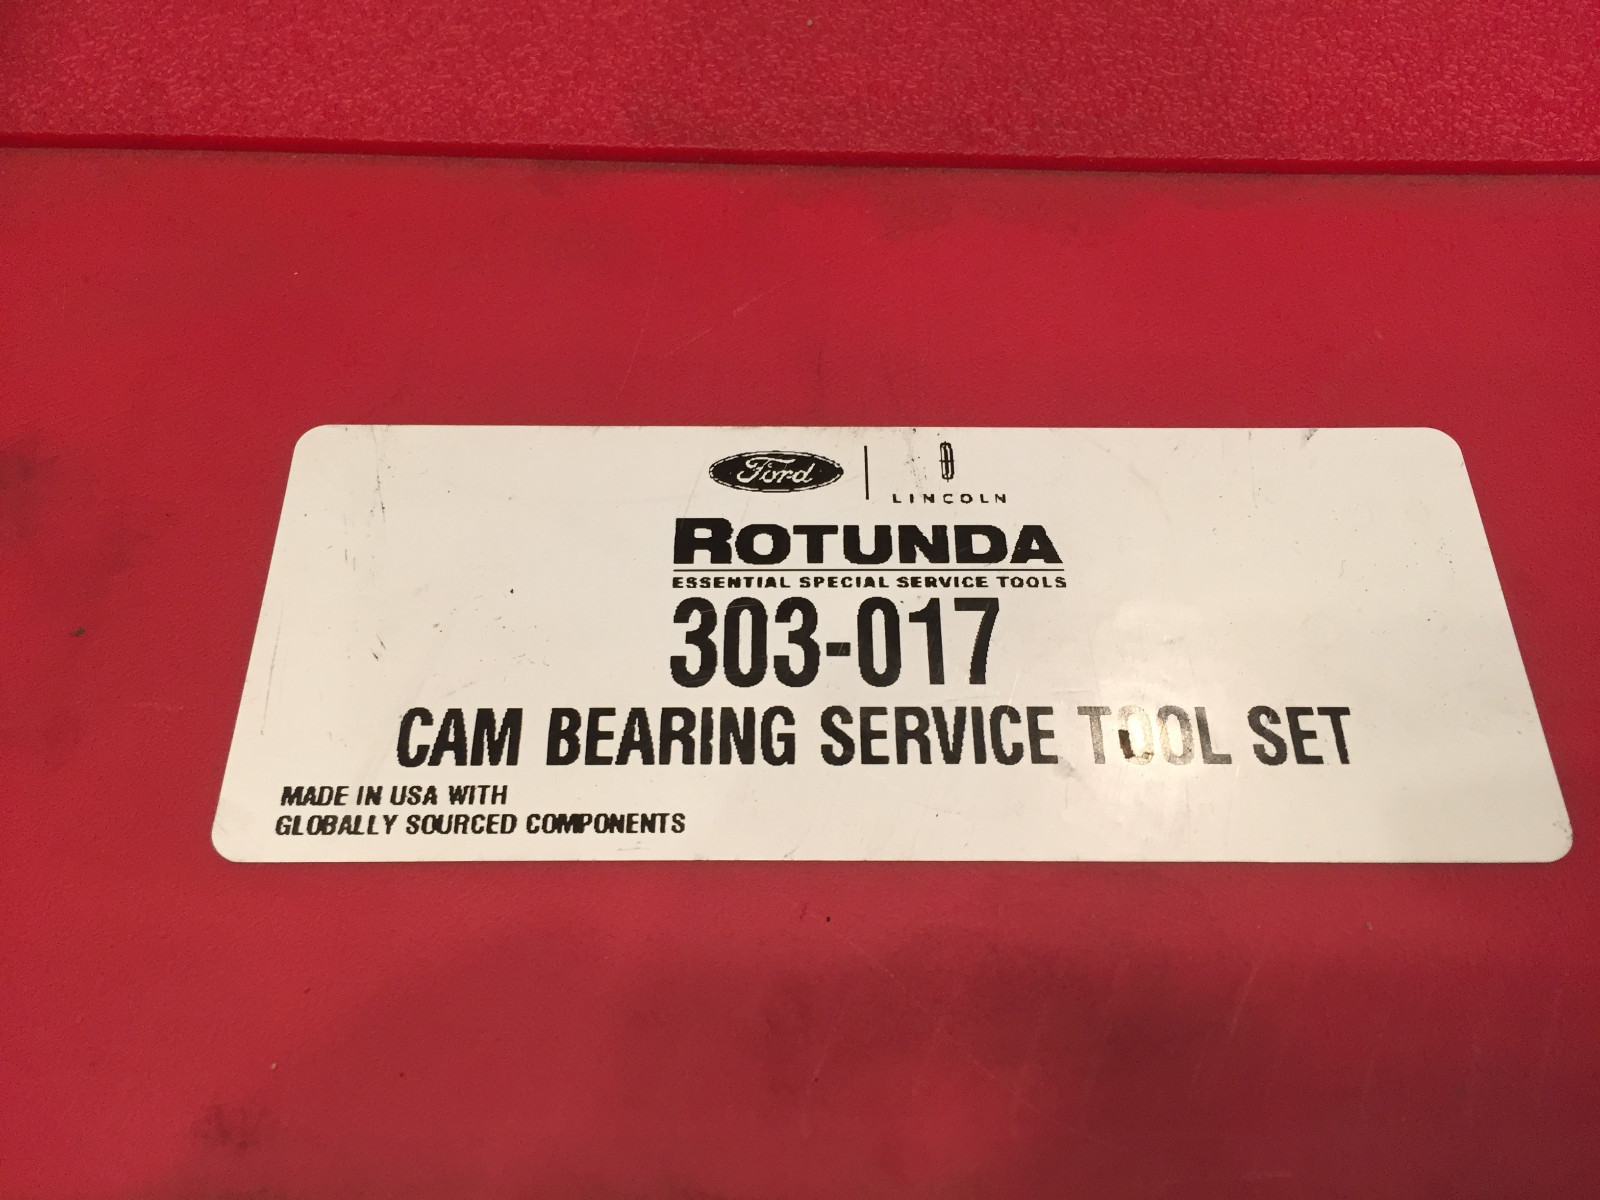 Ford
LINCOLN
ROTUNDA
ESSENTIAL SPECIAL SERVICE TOOLS
303-017
CAM BEARING SERVICE TOOL SET
MADE IN USA WITH
GLOBALLY SOURCED COMPONENTS